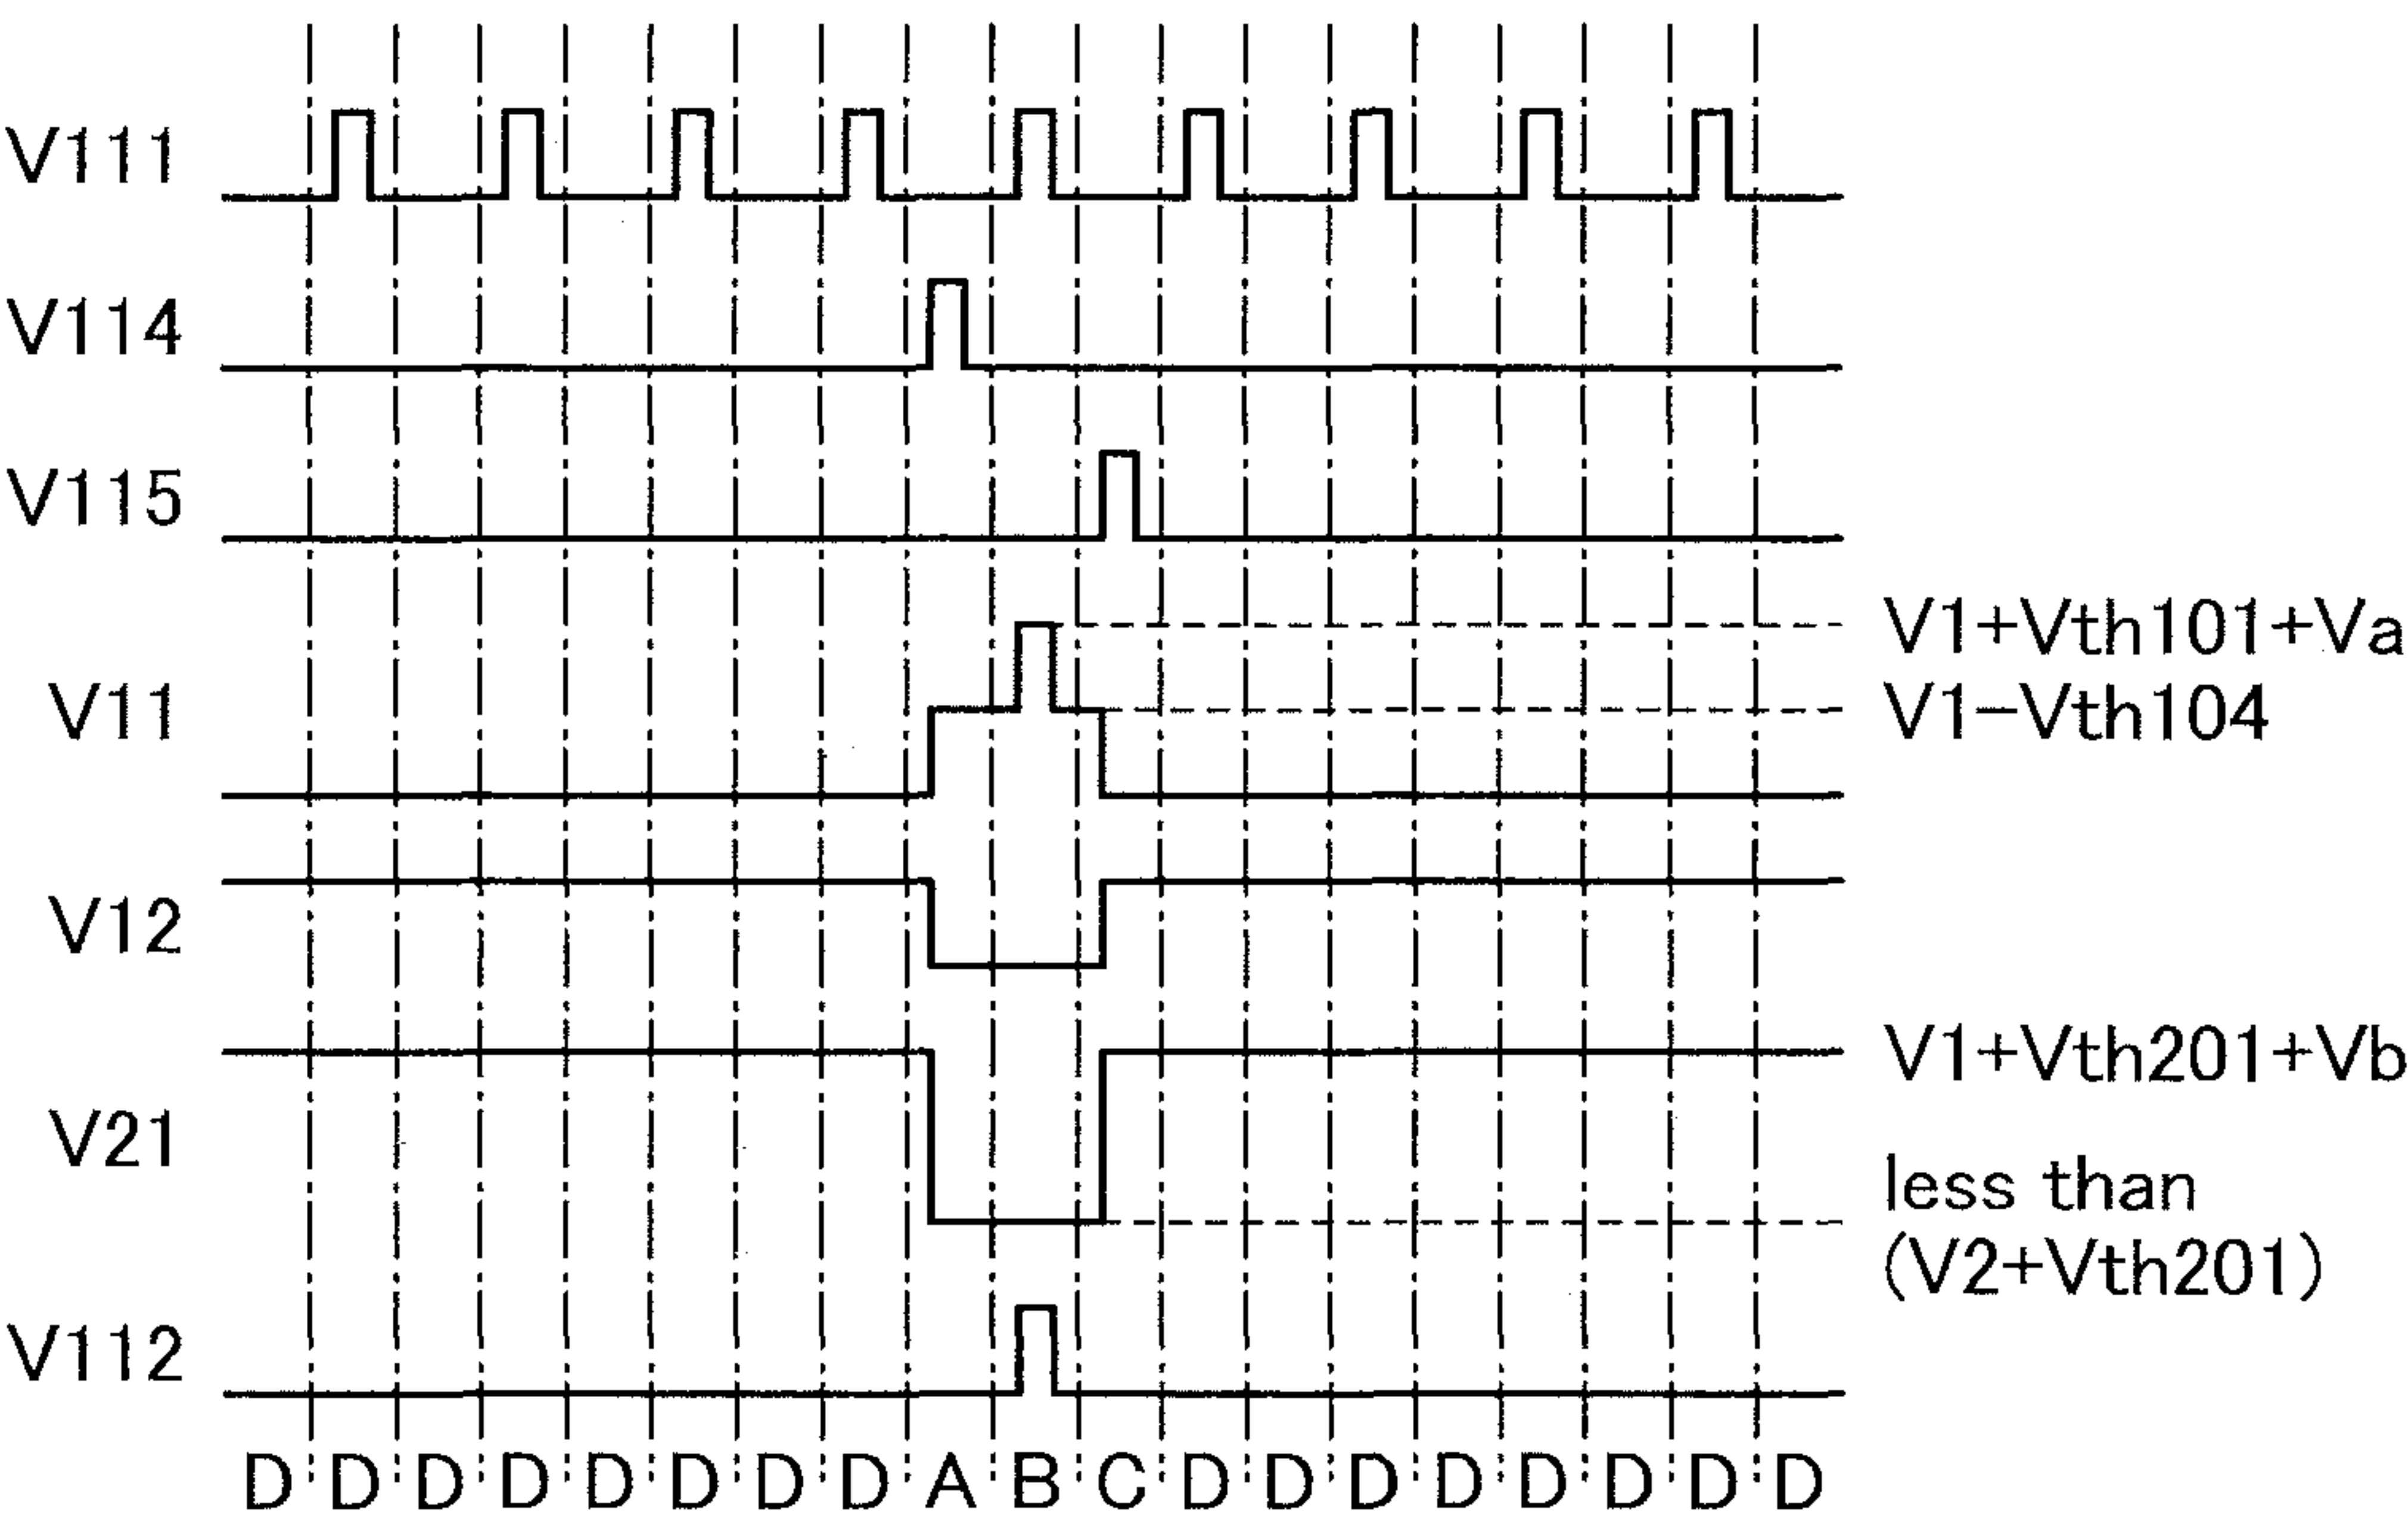 V111
V114
V115
V1+Vth101+Va
V11
V1-Vth104
V12
V1+Vth201+Vb
V21
less than
(V2+Vth201)
V112
D D D D D D D D A B C D D D D D D D D